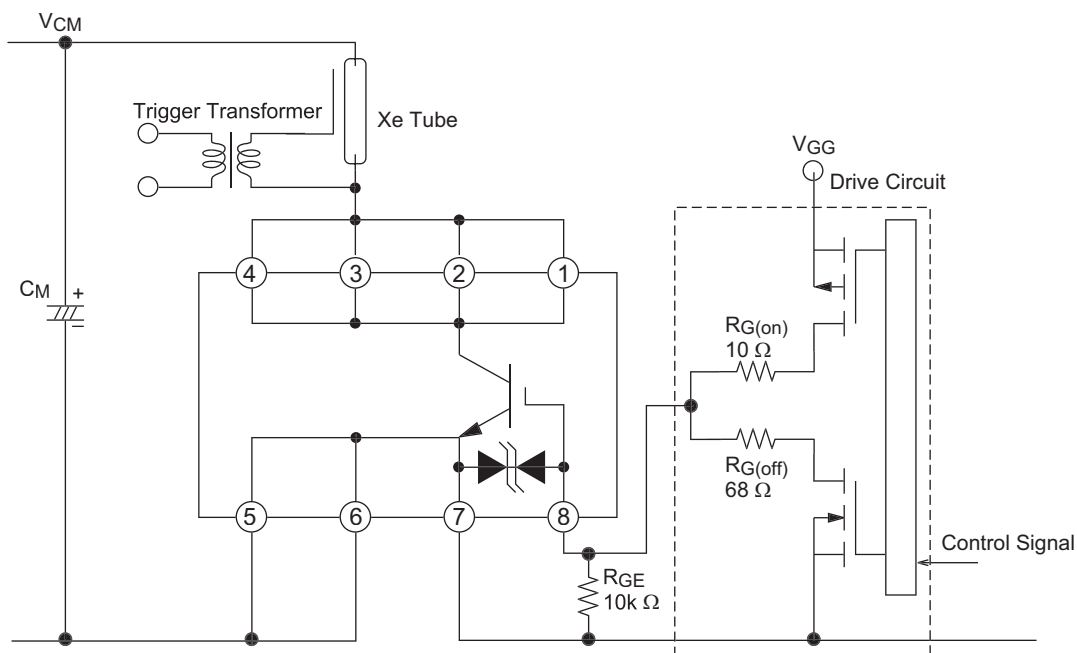 VCM
Trigger Transformer
Xe Tube
VGG
Drive Circuit
4 3 2 1
CM
+
−
RG(on)
10 Ω
RG(off)
68 Ω
5 6 7 8
Control Signal
RGE
10k Ω